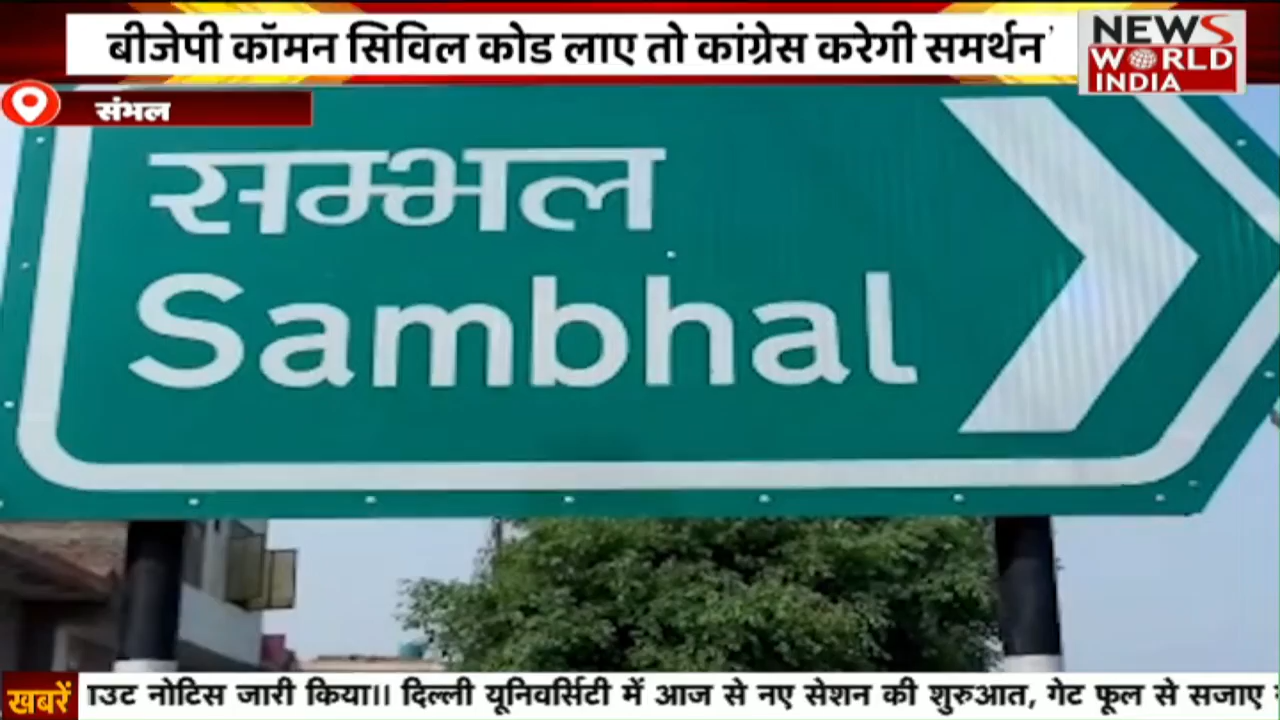 बीजेपी कॉमन सिविल कोड लाए तो कांग्रेस करेगी समर्थन'
NEWS
WORLD
INDIA
संभल
सम्भल
Sambhal
खबरें
उट नोटिस जारी किया।। दिल्ली यूनिवर्सिटी में आज से नए सेशन की शुरुआत, गेट फूल से सजाए